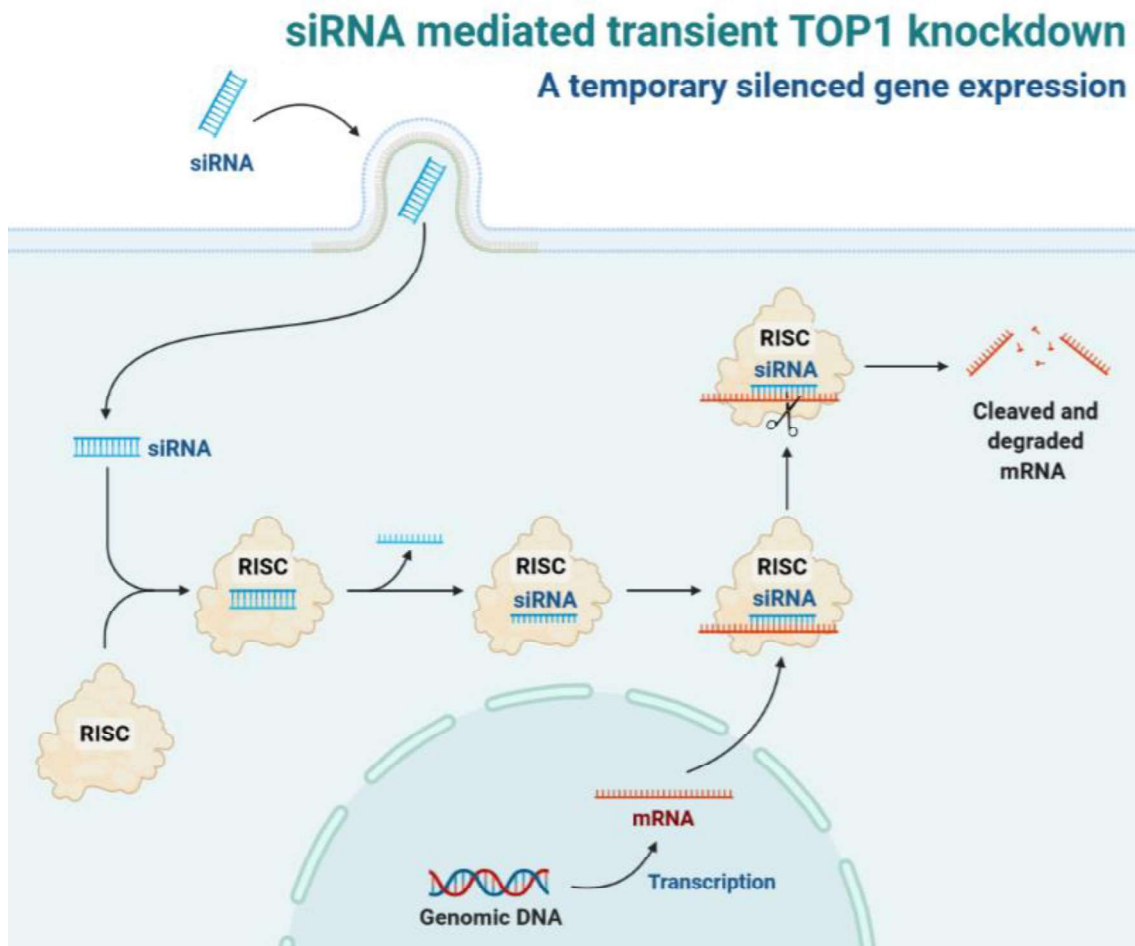 siRNA mediated transient TOP1 knockdown
A temporary silenced gene expression
siRNA
siRNA
RISC
siRNA
Cleaved and
degraded
mRNA
RISC
RISC
siRNA
RISC
siRNA
RISC
mRNA
Transcription
Genomic DNA